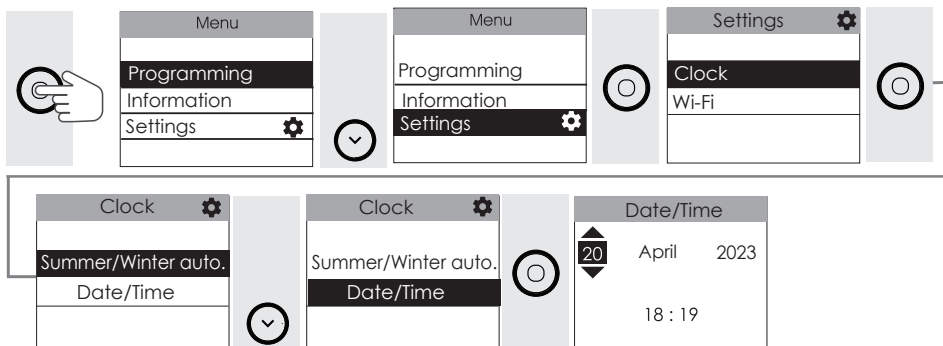 Menu
Programming
Information
Settings
Menu
Programming
Information
Settings
Settings
Clock
Wi-Fi
Clock
Summer/Winter auto.
Date/Time
Clock
Summer/Winter auto.
Date/Time
Date/Time
20 April 2023
18 : 19